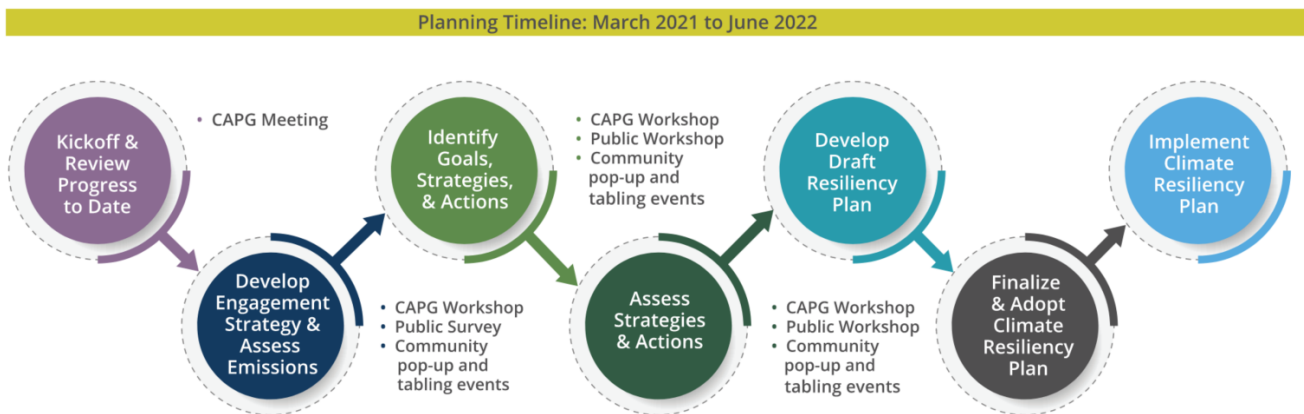 Planning Timeline: March 2021 to June 2022
Kickoff &
Review
Progress
to Date
• CAPG Meeting
Develop
Engagement
Strategy &
Assess
Emissions
• CAPG Workshop
• Public Survey
• Community
pop-up and
tabling events
Identify
Goals,
Strategies,
& Actions
• CAPG Workshop
• Public Workshop
• Community
pop-up and
tabling events
Assess
Strategies
& Actions
• CAPG Workshop
• Public Workshop
• Community
pop-up and
tabling events
Develop
Draft
Resiliency
Plan
Finalize
& Adopt
Climate
Resiliency
Plan
Implement
Climate
Resiliency
Plan